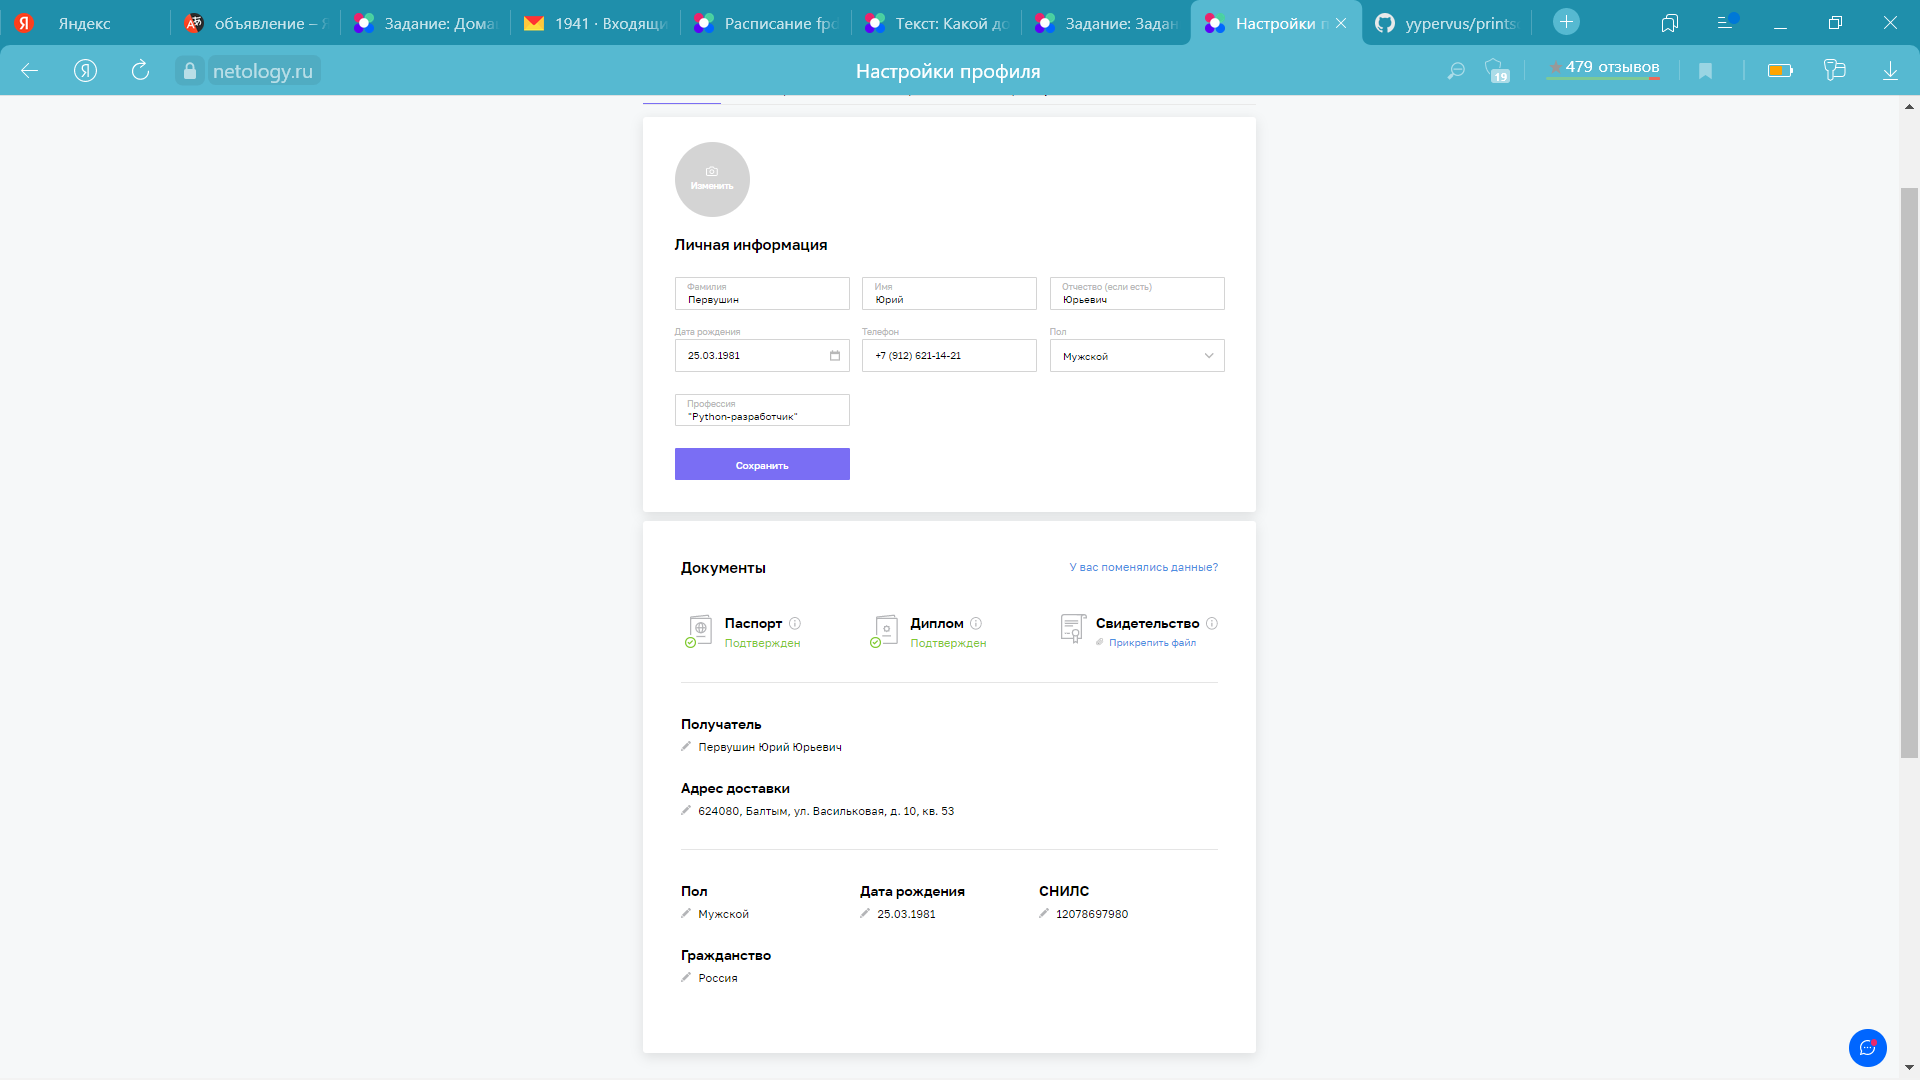 Яндекс
объявление – Я
Задание: Дома
1941 · Входящи
Расписание fpd
Текст: Какой до
Задание: Задан
Настройки п
yypervus/prints
netology.ru
Настройки профиля
19
479 отзывов
Изменить
Личная информация
Фамилия
Первушин
Имя
Юрий
Отчество (если есть)
Юрьевич
Дата рождения
25.03.1981
Телефон
+7 (912) 621-14-21
Пол
Мужской
Профессия
"Python-разработчик"
Сохранить
Документы
У вас поменялись данные?
Паспорт
Подтвержден
Диплом
Подтвержден
Свидетельство
Прикрепить файл
Получатель
Первушин Юрий Юрьевич
Адрес доставки
624080, Балтым, ул. Васильковая, д. 10, кв. 53
Пол
Мужской
Дата рождения
25.03.1981
СНИЛС
12078697980
Гражданство
Россия